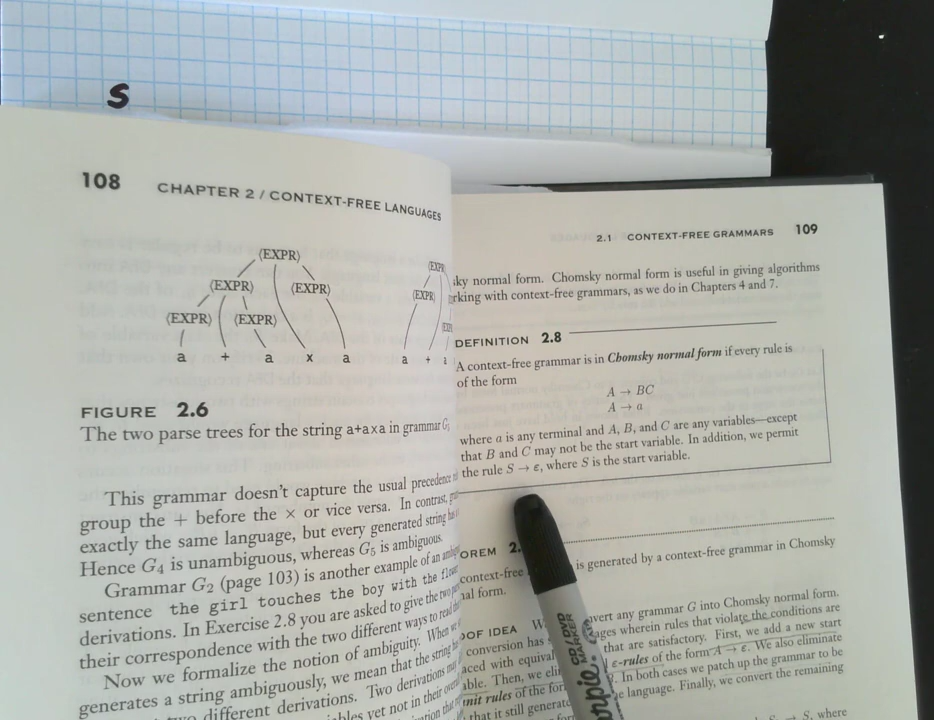 S
108 CHAPTER 2 / CONTEXT-FREE LANGUAGES
⟨EXPR⟩
⟨EXPR⟩ ⟨EXPR⟩
⟨EXPR⟩ ⟨EXPR⟩
a + a x a
⟨EXPR⟩
⟨EXPR⟩
a + a
FIGURE 2.6
The two parse trees for the string a+axa in grammar G5
This grammar doesn't capture the usual precedence
group the + before the × or vice versa. In contrast,
exactly the same language, but every generated string has
Hence G4 is unambiguous, whereas G5 is ambiguous.
Grammar G2 (page 103) is another example of an
sentence the girl touches the boy with the
derivations. In Exercise 2.8 you are asked to give the two
their correspondence with the two different ways to read
Now we formalize the notion of ambiguity. When
generates a string ambiguously, we mean that the string
different derivations. Two derivations
yet not in their
2.1 CONTEXT-FREE GRAMMARS 109
normal form. Chomsky normal form is useful in giving algorithms
with context-free grammars, as we do in Chapters 4 and 7.
DEFINITION 2.8
A context-free grammar is in Chomsky normal form if every rule is
of the form
A → BC
A → a
where a is any terminal and A, B, and C are any variables—except
that B and C may not be the start variable. In addition, we permit
the rule S → ε, where S is the start variable.
2.
context-free is generated by a context-free grammar in Chomsky
form.
IDEA any grammar G into Chomsky normal form.
conversion has wherein rules that violate the conditions are
with that are satisfactory. First, we add a new start
Then, we ε-rules of the form A → ε. We also eliminate
rules of the In both cases we patch up the grammar to be
that it still language. Finally, we convert the remaining
S, where
CD/DVD
MARKER